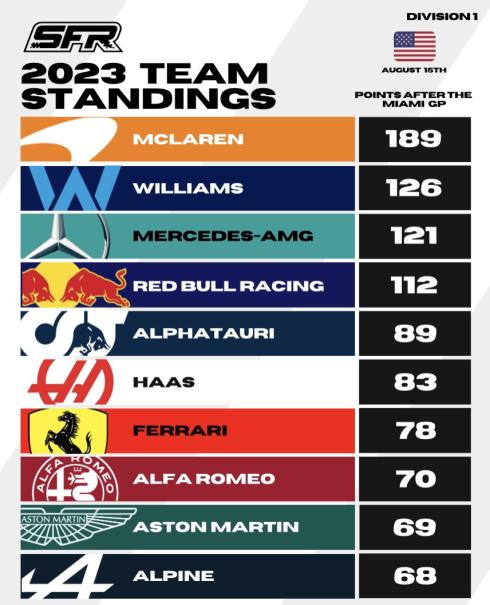 DIVISION 1
SFR
AUGUST 15TH
2023 TEAM
STANDINGS
POINTS AFTER THE
MIAMI GP
MCLAREN 189
WILLIAMS 126
MERCEDES-AMG 121
RED BULL RACING 112
ALPHATAURI 89
HAAS 83
FERRARI 78
ALFA ROMEO
ALFA ROMEO 70
ASTON MARTIN
ASTON MARTIN 69
ALPINE 68